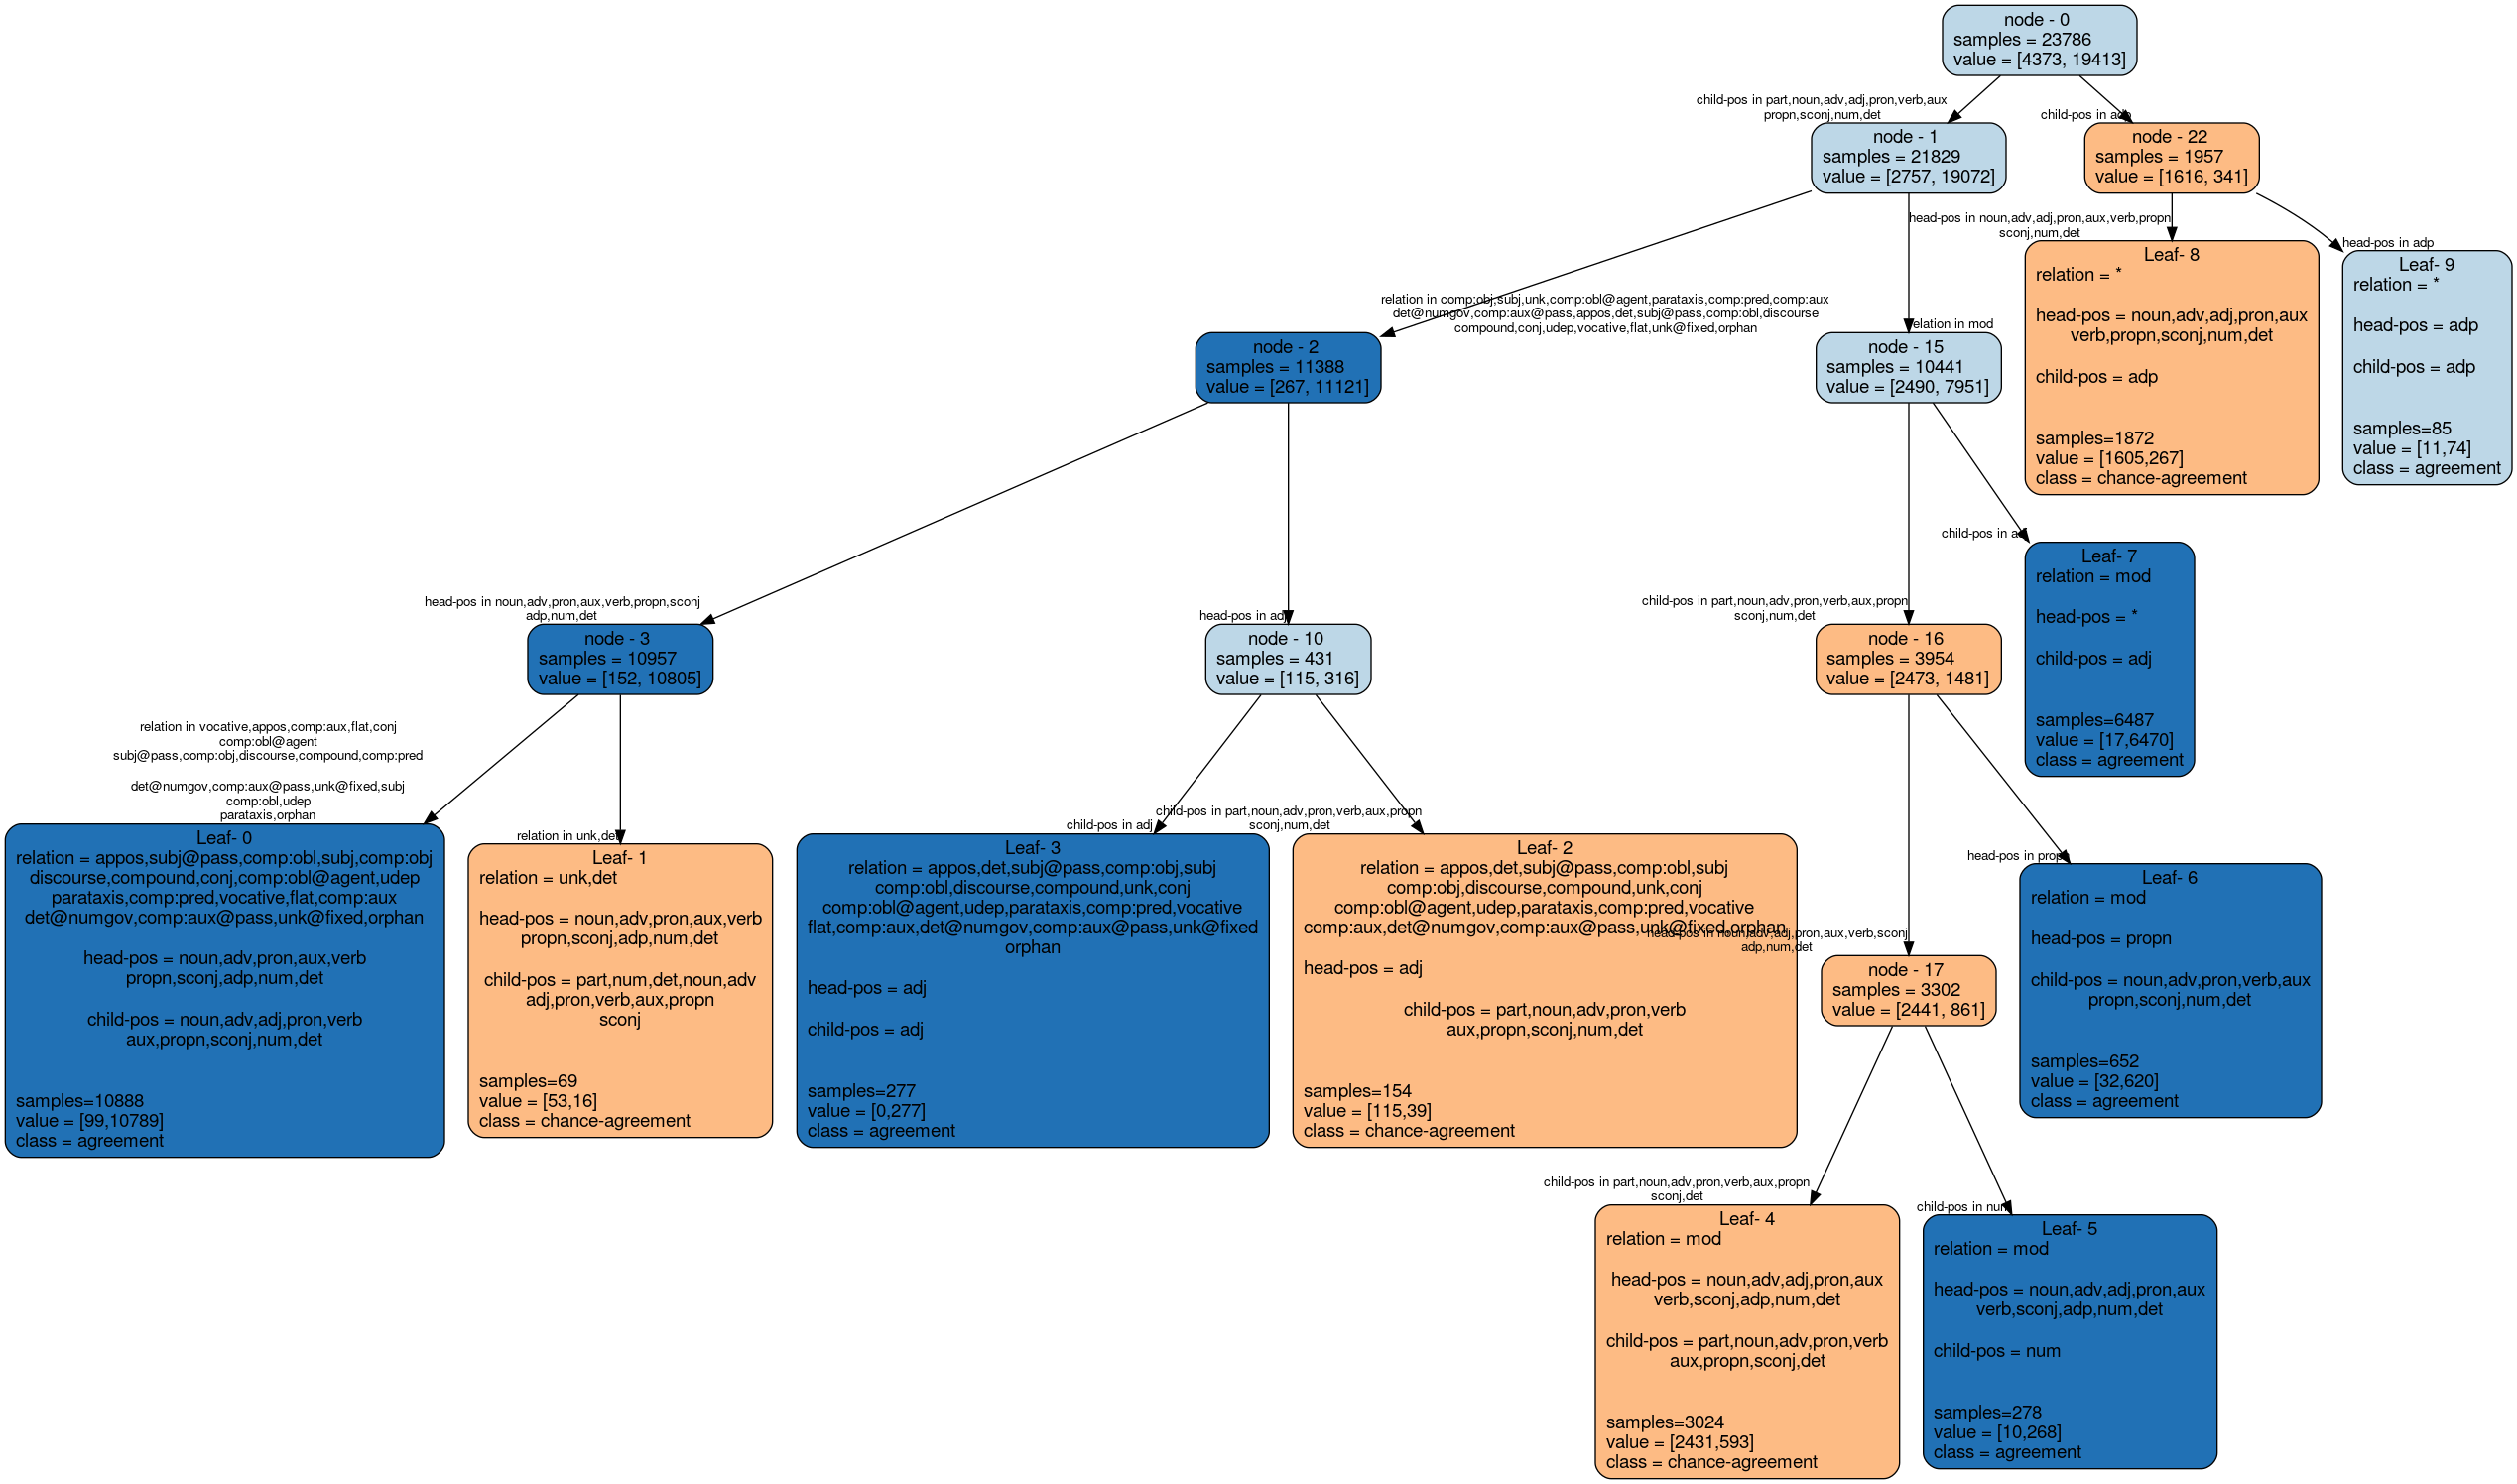 node - 0
samples = 23786
value = [4373, 19413]
child-pos in part,noun,adv,adj,pron,verb,aux
propn,sconj,num,det
child-pos in adp
node - 1
samples = 21829
value = [2757, 19072]
node - 22
samples = 1957
value = [1616, 341]
relation in comp:obj,subj,unk,comp:obl@agent,parataxis,comp:pred,comp:aux
det@numgov,comp:aux@pass,appos,det,subj@pass,comp:obl,discourse
compound,conj,udep,vocative,flat,unk@fixed,orphan
relation in mod
head-pos in noun,adv,adj,pron,aux,verb,propn
sconj,num,det
head-pos in adp
node - 2
samples = 11388
value = [267, 11121]
node - 15
samples = 10441
value = [2490, 7951]
Leaf- 8
relation = *
head-pos = noun,adv,adj,pron,aux
verb,propn,sconj,num,det
child-pos = adp
samples=1872
value = [1605,267]
class = chance-agreement
Leaf- 9
relation = *
head-pos = adp
child-pos = adp
samples=85
value = [11,74]
class = agreement
head-pos in noun,adv,pron,aux,verb,propn,sconj
adp,num,det
head-pos in adj
child-pos in part,noun,adv,pron,verb,aux,propn
sconj,num,det
child-pos in adj
node - 3
samples = 10957
value = [152, 10805]
node - 10
samples = 431
value = [115, 316]
node - 16
samples = 3954
value = [2473, 1481]
Leaf- 7
relation = mod
head-pos = *
child-pos = adj
samples=6487
value = [17,6470]
class = agreement
relation in vocative,appos,comp:aux,flat,conj
comp:obl@agent
subj@pass,comp:obj,discourse,compound,comp:pred
det@numgov,comp:aux@pass,unk@fixed,subj
comp:obl,udep
parataxis,orphan
relation in unk,det
child-pos in adj
child-pos in part,noun,adv,pron,verb,aux,propn
sconj,num,det
head-pos in noun,adv,adj,pron,aux,verb,sconj
adp,num,det
head-pos in propn
Leaf- 0
relation = appos,subj@pass,comp:obl,subj,comp:obj
discourse,compound,conj,comp:obl@agent,udep
parataxis,comp:pred,vocative,flat,comp:aux
det@numgov,comp:aux@pass,unk@fixed,orphan
head-pos = noun,adv,pron,aux,verb
propn,sconj,adp,num,det
child-pos = noun,adv,adj,pron,verb
aux,propn,sconj,num,det
samples=10888
value = [99,10789]
class = agreement
Leaf- 1
relation = unk,det
head-pos = noun,adv,pron,aux,verb
propn,sconj,adp,num,det
child-pos = part,num,det,noun,adv
adj,pron,verb,aux,propn
sconj
samples=69
value = [53,16]
class = chance-agreement
Leaf- 3
relation = appos,det,subj@pass,comp:obj,subj
comp:obl,discourse,compound,unk,conj
comp:obl@agent,udep,parataxis,comp:pred,vocative
flat,comp:aux,det@numgov,comp:aux@pass,unk@fixed
orphan
head-pos = adj
child-pos = adj
samples=277
value = [0,277]
class = agreement
Leaf- 2
relation = appos,det,subj@pass,comp:obl,subj
comp:obj,discourse,compound,unk,conj
comp:obl@agent,udep,parataxis,comp:pred,vocative
comp:aux,det@numgov,comp:aux@pass,unk@fixed,orphan
head-pos = adj
child-pos = part,noun,adv,pron,verb
aux,propn,sconj,num,det
samples=154
value = [115,39]
class = chance-agreement
node - 17
samples = 3302
value = [2441, 861]
Leaf- 6
relation = mod
head-pos = propn
child-pos = noun,adv,pron,verb,aux
propn,sconj,num,det
samples=652
value = [32,620]
class = agreement
child-pos in part,noun,adv,pron,verb,aux,propn
sconj,det
child-pos in num
Leaf- 4
relation = mod
head-pos = noun,adv,adj,pron,aux
verb,sconj,adp,num,det
child-pos = part,noun,adv,pron,verb
aux,propn,sconj,det
samples=3024
value = [2431,593]
class = chance-agreement
Leaf- 5
relation = mod
head-pos = noun,adv,adj,pron,aux
verb,sconj,adp,num,det
child-pos = num
samples=278
value = [10,268]
class = agreement